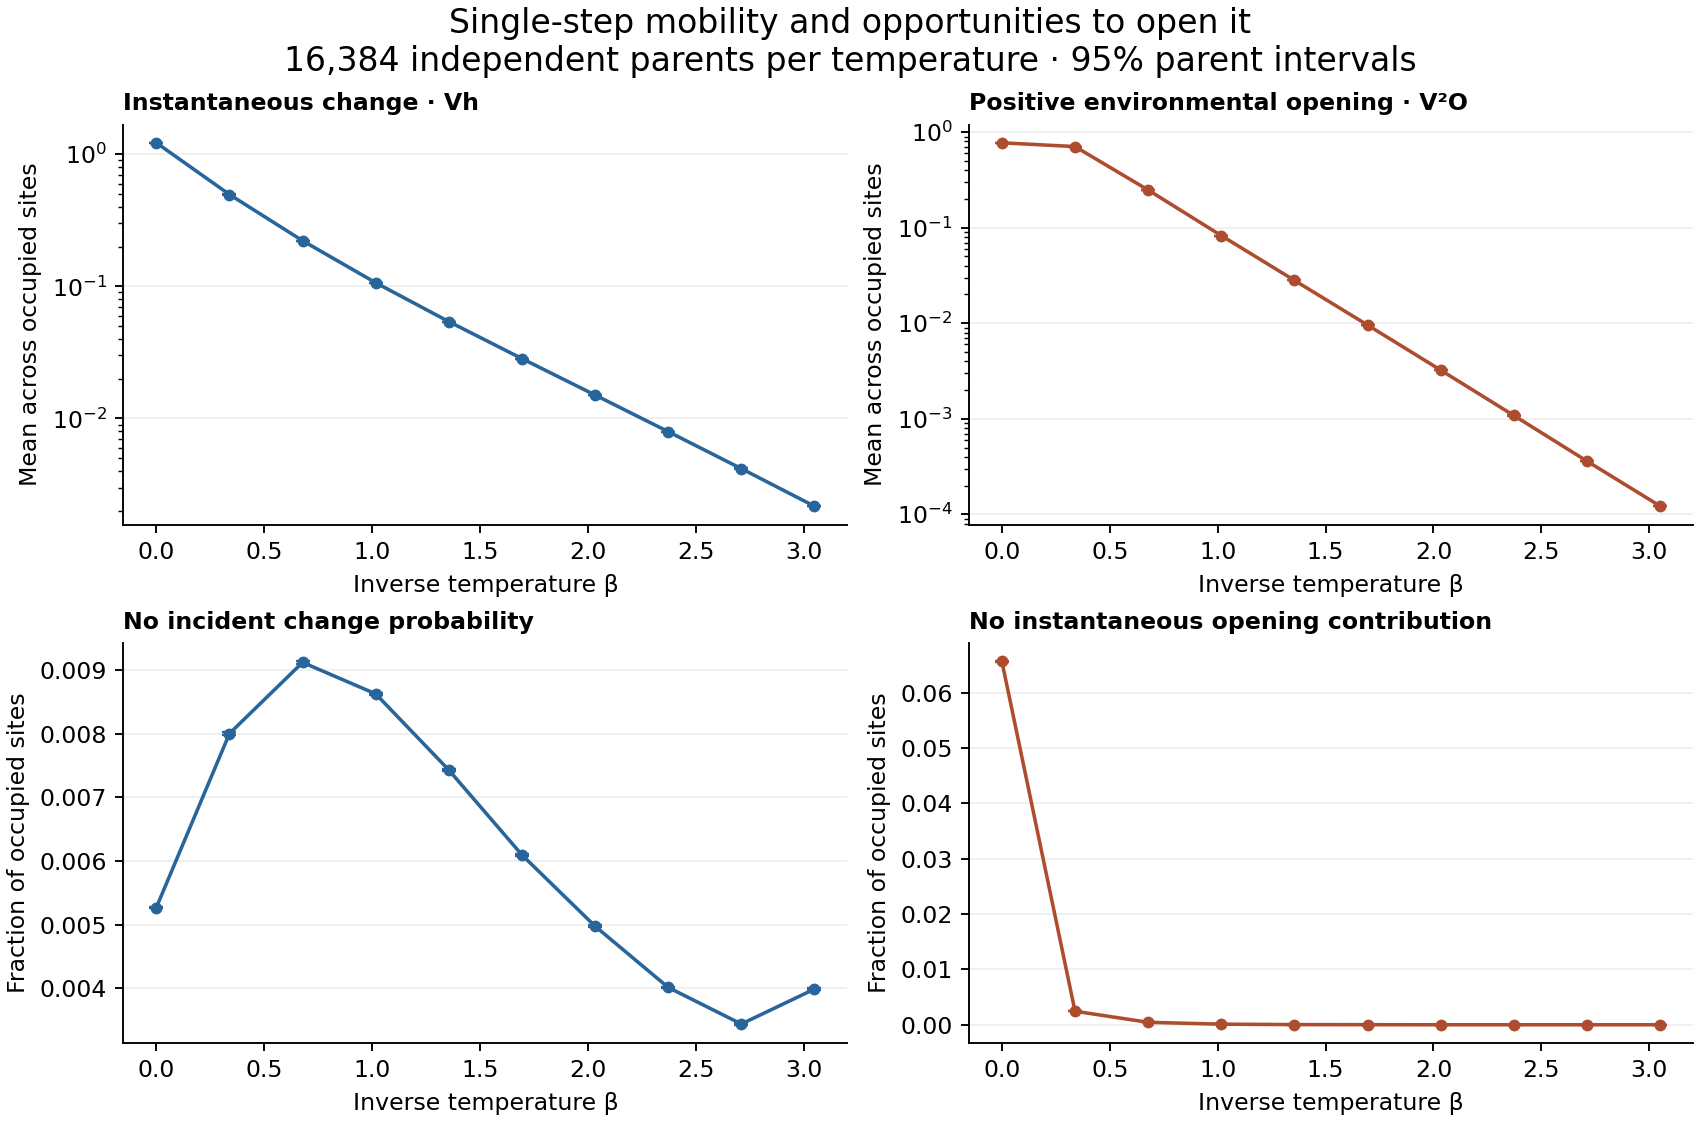 Single-step mobility and opportunities to open it
16,384 independent parents per temperature · 95% parent intervals
Instantaneous change · Vh
Mean across occupied sites
10⁰
10⁻¹
10⁻²
0.0 0.5 1.0 1.5 2.0 2.5 3.0
Inverse temperature β
Positive environmental opening · V²O
Mean across occupied sites
10⁰
10⁻¹
10⁻²
10⁻³
10⁻⁴
0.0 0.5 1.0 1.5 2.0 2.5 3.0
Inverse temperature β
No incident change probability
Fraction of occupied sites
0.009
0.008
0.007
0.006
0.005
0.004
0.0 0.5 1.0 1.5 2.0 2.5 3.0
Inverse temperature β
No instantaneous opening contribution
Fraction of occupied sites
0.06
0.05
0.04
0.03
0.02
0.01
0.00
0.0 0.5 1.0 1.5 2.0 2.5 3.0
Inverse temperature β